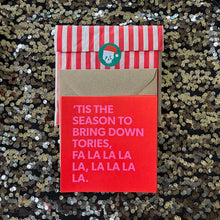 'TIS THE
SEASON TO
BRING DOWN
TORIES,
FA LA LA LA
LA, LA LA LA
LA.